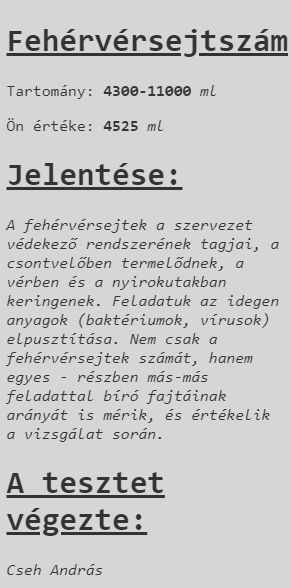 Fehérvérsejtszám
Tartomány: 4300-11000 ml
Ön értéke: 4525 ml
Jelentése:
A fehérvérsejtek a szervezet
védekező rendszerének tagjai, a
csontvelőben termelődnek, a
vérben és a nyirokutakban
keringenek. Feladatuk az idegen
anyagok (baktériumok, vírusok)
elpusztítása. Nem csak a
fehérvérsejtek számát, hanem
egyes - részben más-más
feladattal bíró fajtáinak
arányát is mérik, és értékelik
a vizsgálat során.
A tesztet
végezte:
Cseh András